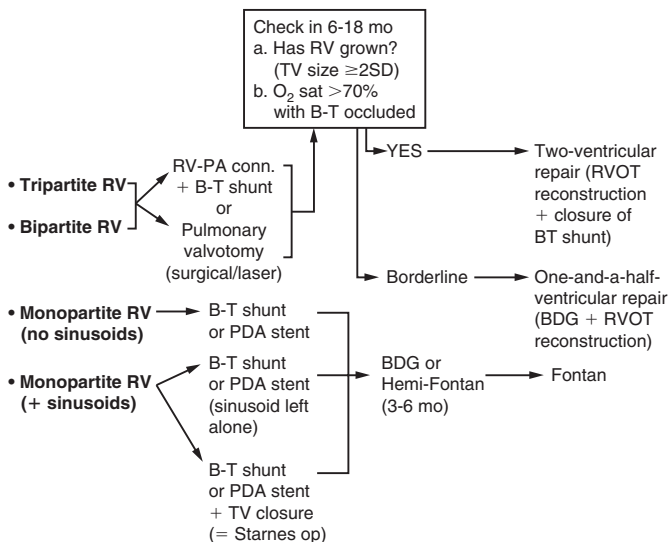 Check in 6-18 mo
a. Has RV grown?
(TV size ≥2SD)
b. O₂ sat >70%
with B-T occluded
• Tripartite RV
• Bipartite RV
RV-PA conn.
+ B-T shunt
or
Pulmonary
valvotomy
(surgical/laser)
YES
Two-ventricular
repair (RVOT
reconstruction
+ closure of
BT shunt)
Borderline
One-and-a-half-
ventricular repair
(BDG + RVOT
reconstruction)
• Monopartite RV
(no sinusoids)
B-T shunt
or PDA stent
• Monopartite RV
(+ sinusoids)
B-T shunt
or PDA stent
(sinusoid left
alone)
B-T shunt
or PDA stent
+ TV closure
(= Starnes op)
BDG or
Hemi-Fontan
(3-6 mo)
Fontan